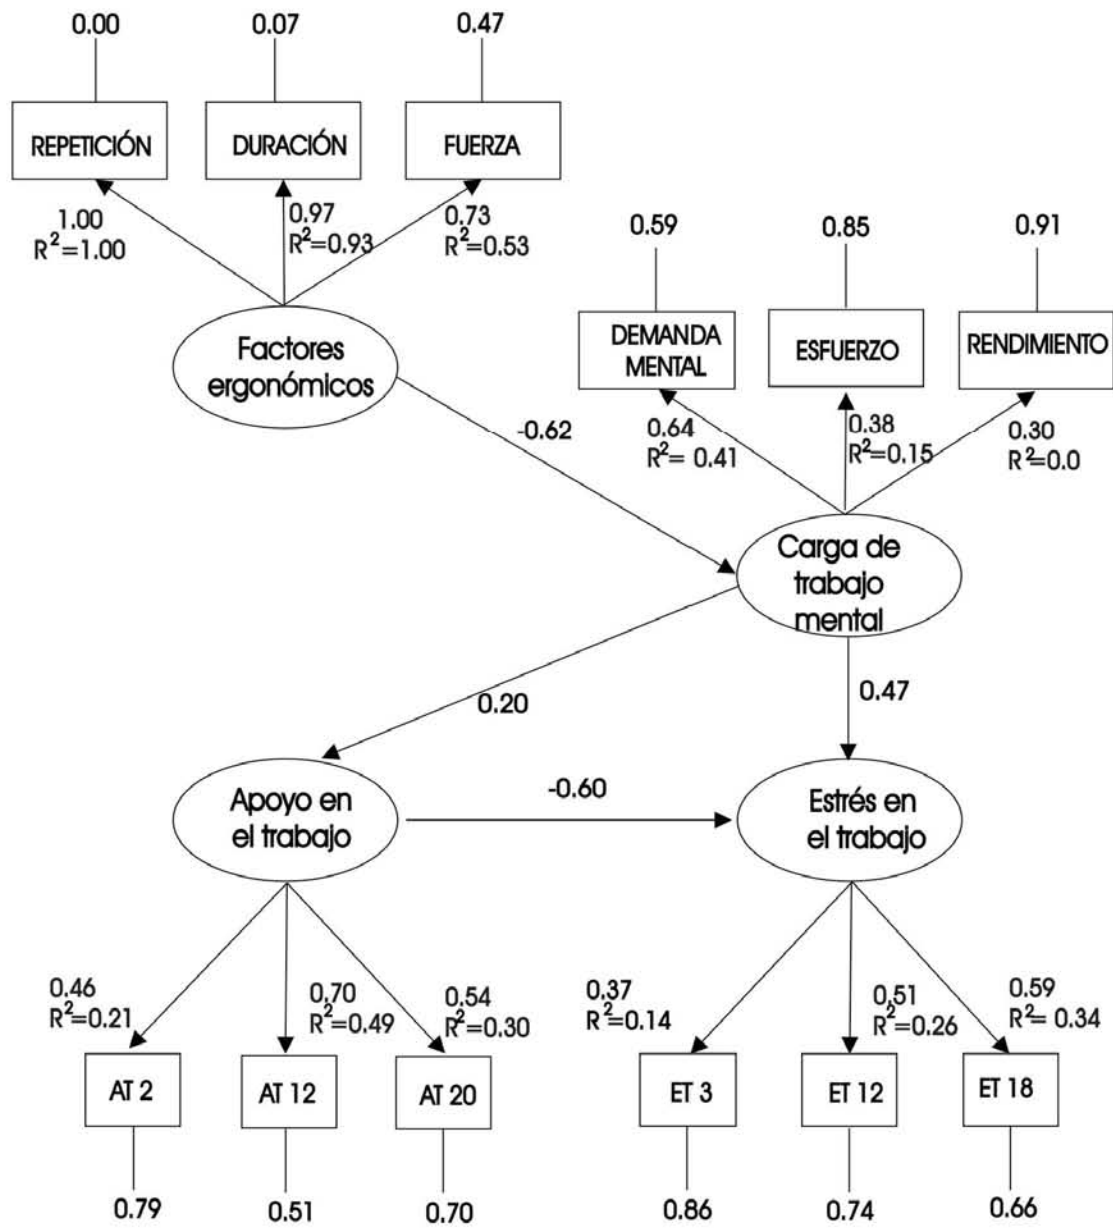 0.00
0.07
0.47
REPETICIÓN
DURACIÓN
FUERZA
1.00
R²=1.00
0.97
R²=0.93
0.73
R²=0.53
0.59
0.85
0.91
DEMANDA
MENTAL
ESFUERZO
RENDIMIENTO
Factores
ergonómicos
-0.62
0.64
R²= 0.41
0.38
R²=0.15
0.30
R²=0.0
Carga de
trabajo
mental
0.20
0.47
Apoyo en
el trabajo
-0.60
Estrés en
el trabajo
0.46
R²=0.21
0.70
R²=0.49
0.54
R²=0.30
0.37
R²=0.14
0.51
R²=0.26
0.59
R²= 0.34
AT 2
AT 12
AT 20
ET 3
ET 12
ET 18
0.79
0.51
0.70
0.86
0.74
0.66